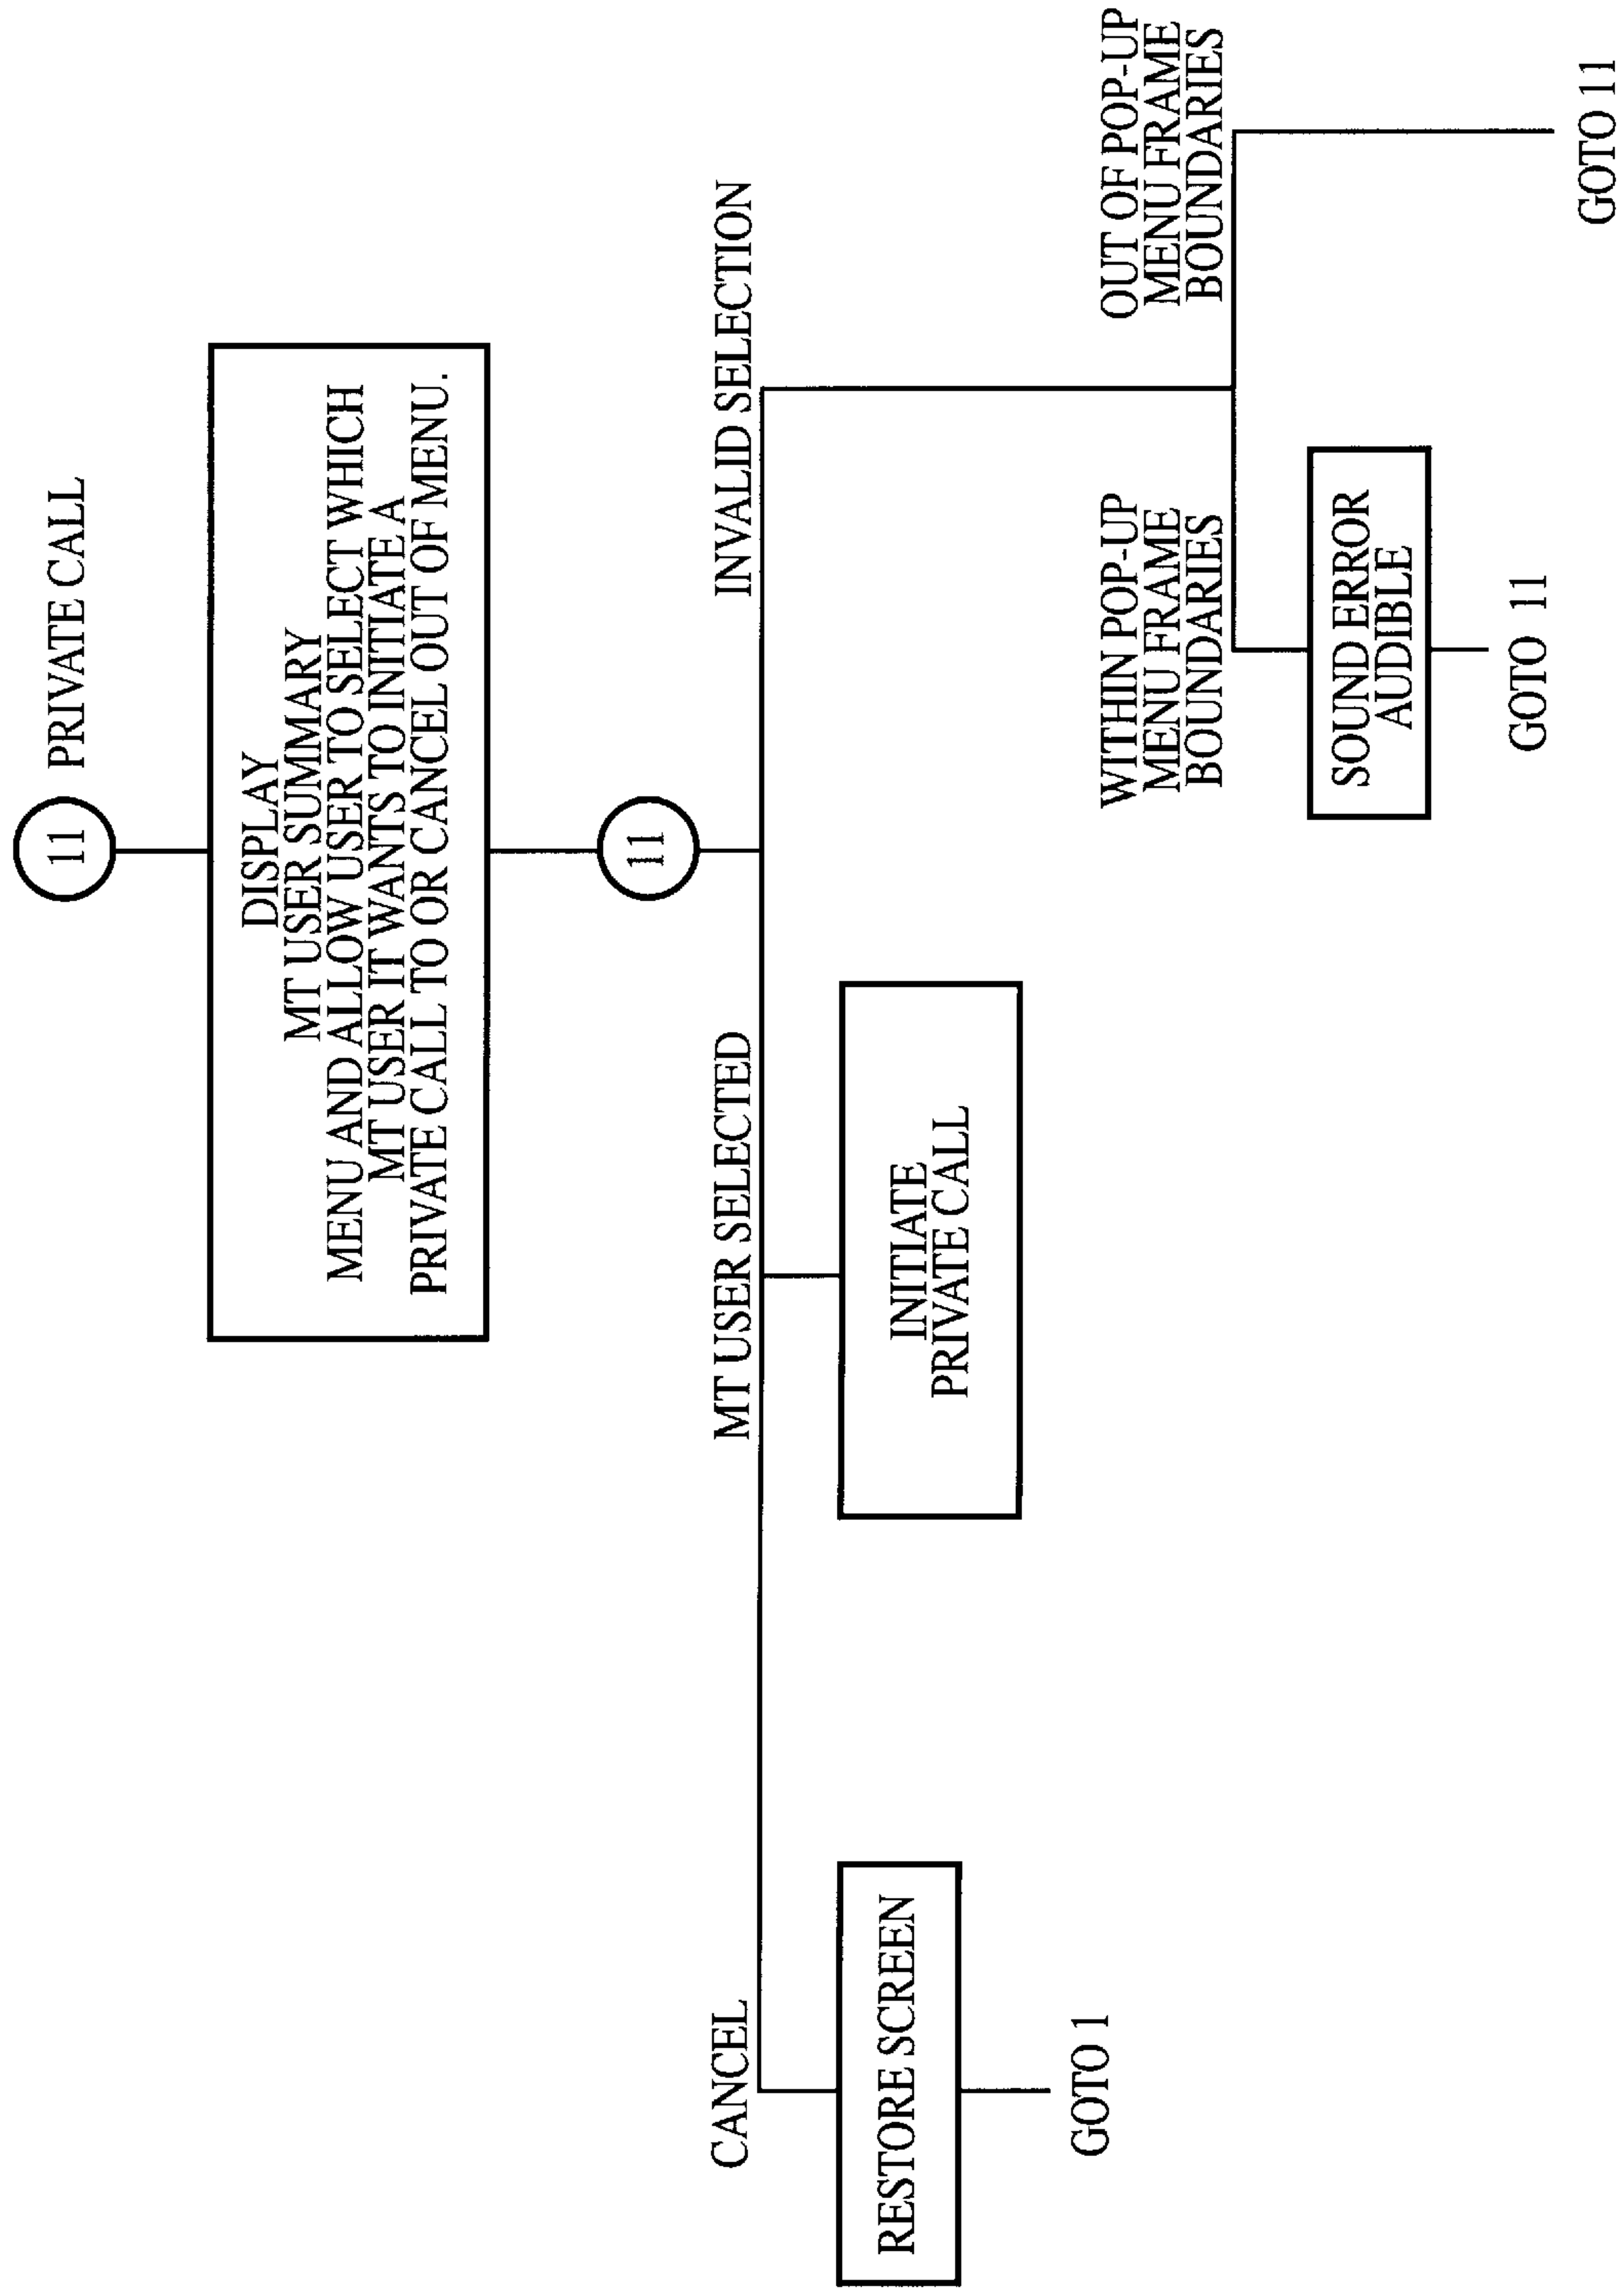 11
PRIVATE CALL
DISPLAY
MT USER SUMMARY
MENU AND ALLOW USER TO SELECT WHICH
MT USER IT WANTS TO INITIATE A
PRIVATE CALL TO OR CANCEL OUT OF MENU.
11
CANCEL
MT USER SELECTED
INVALID SELECTION
RESTORE SCREEN
GOTO 1
INITIATE
PRIVATE CALL
WITHIN POP-UP
MENU FRAME
BOUNDARIES
OUT OF POP-UP
MENU FRAME
BOUNDARIES
SOUND ERROR
AUDIBLE
GOTO 11
GOTO 11